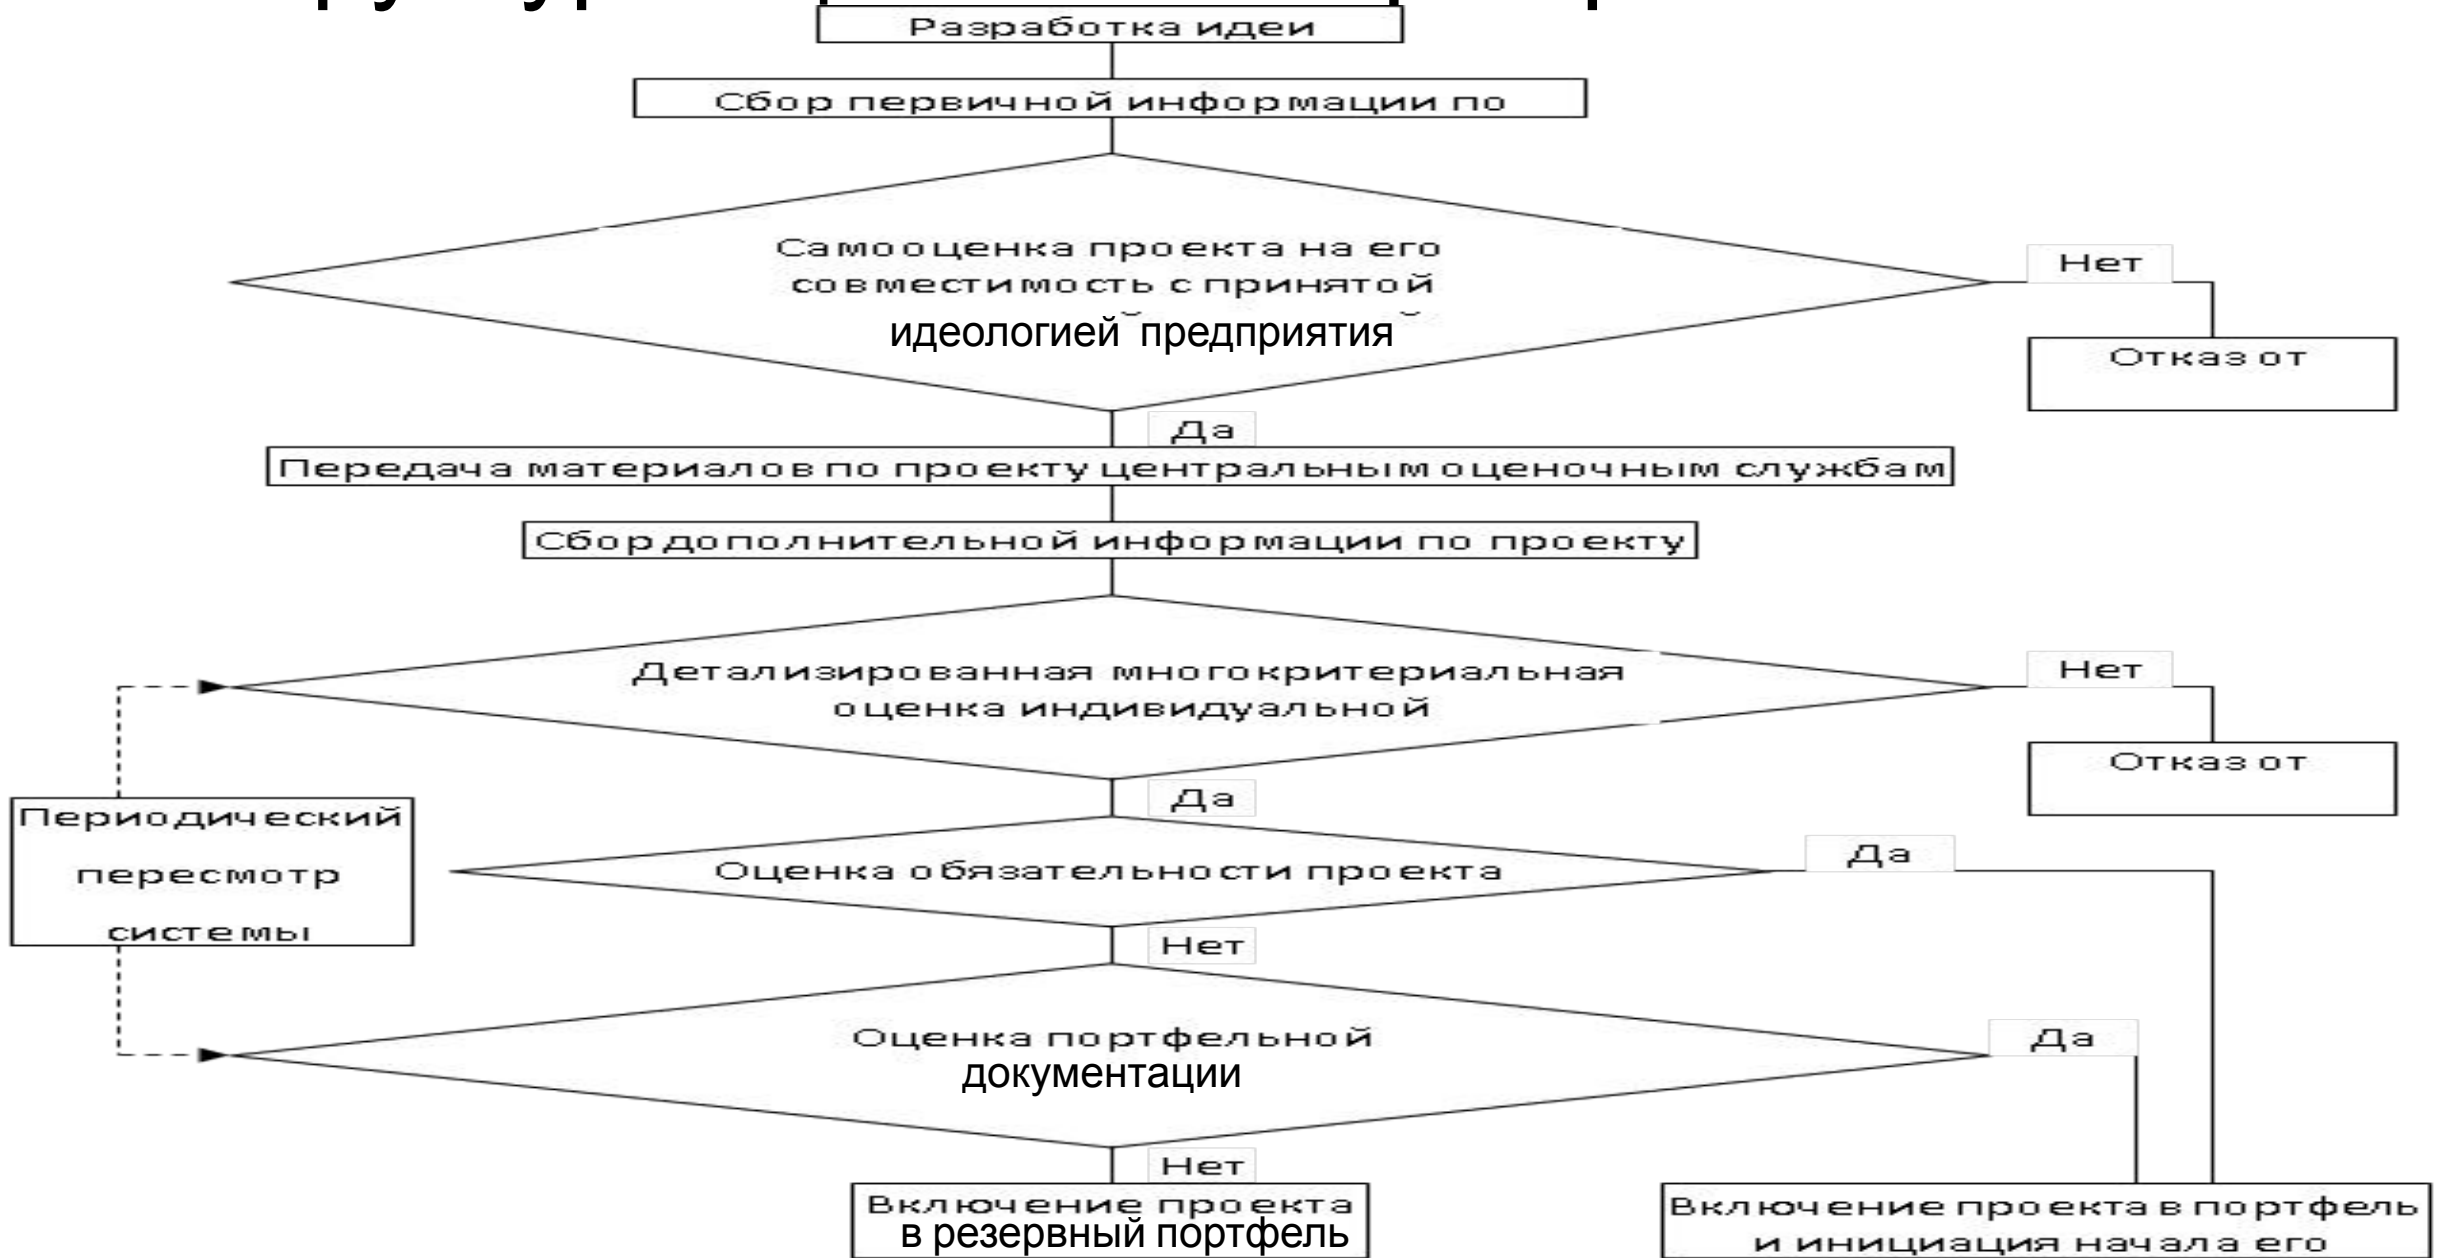 Разработка идеи
Сбор первичной информации по
Самооценка проекта на его
совместимость с принятой
идеологией предприятия
Нет
Отказ от
Да
Передача материалов по проекту центральным оценочным службам
Сбор дополнительной информации по проекту
Детализированная многокритериальная
оценка индивидуальной
Нет
Отказ от
Да
Периодический
пересмотр
системы
Оценка обязательности проекта
Да
Нет
Оценка портфельной
документации
Да
Нет
Включение проекта
в резервный портфель
Включение проекта в портфель
и инициация начала его